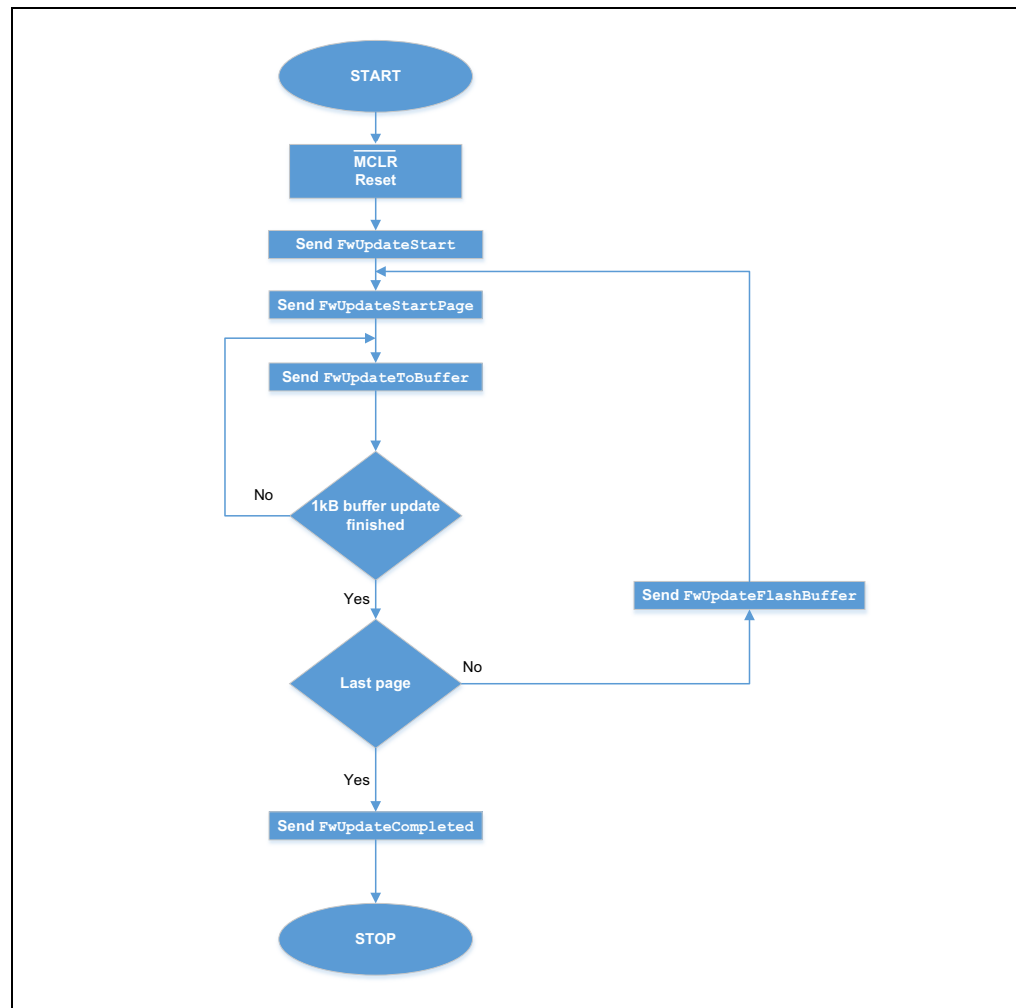 START
MCLR
Reset
Send FwUpdateStart
Send FwUpdateStartPage
Send FwUpdateToBuffer
No
1kB buffer update
finished
Yes
Send FwUpdateFlashBuffer
No
Last page
Yes
Send FwUpdateCompleted
STOP